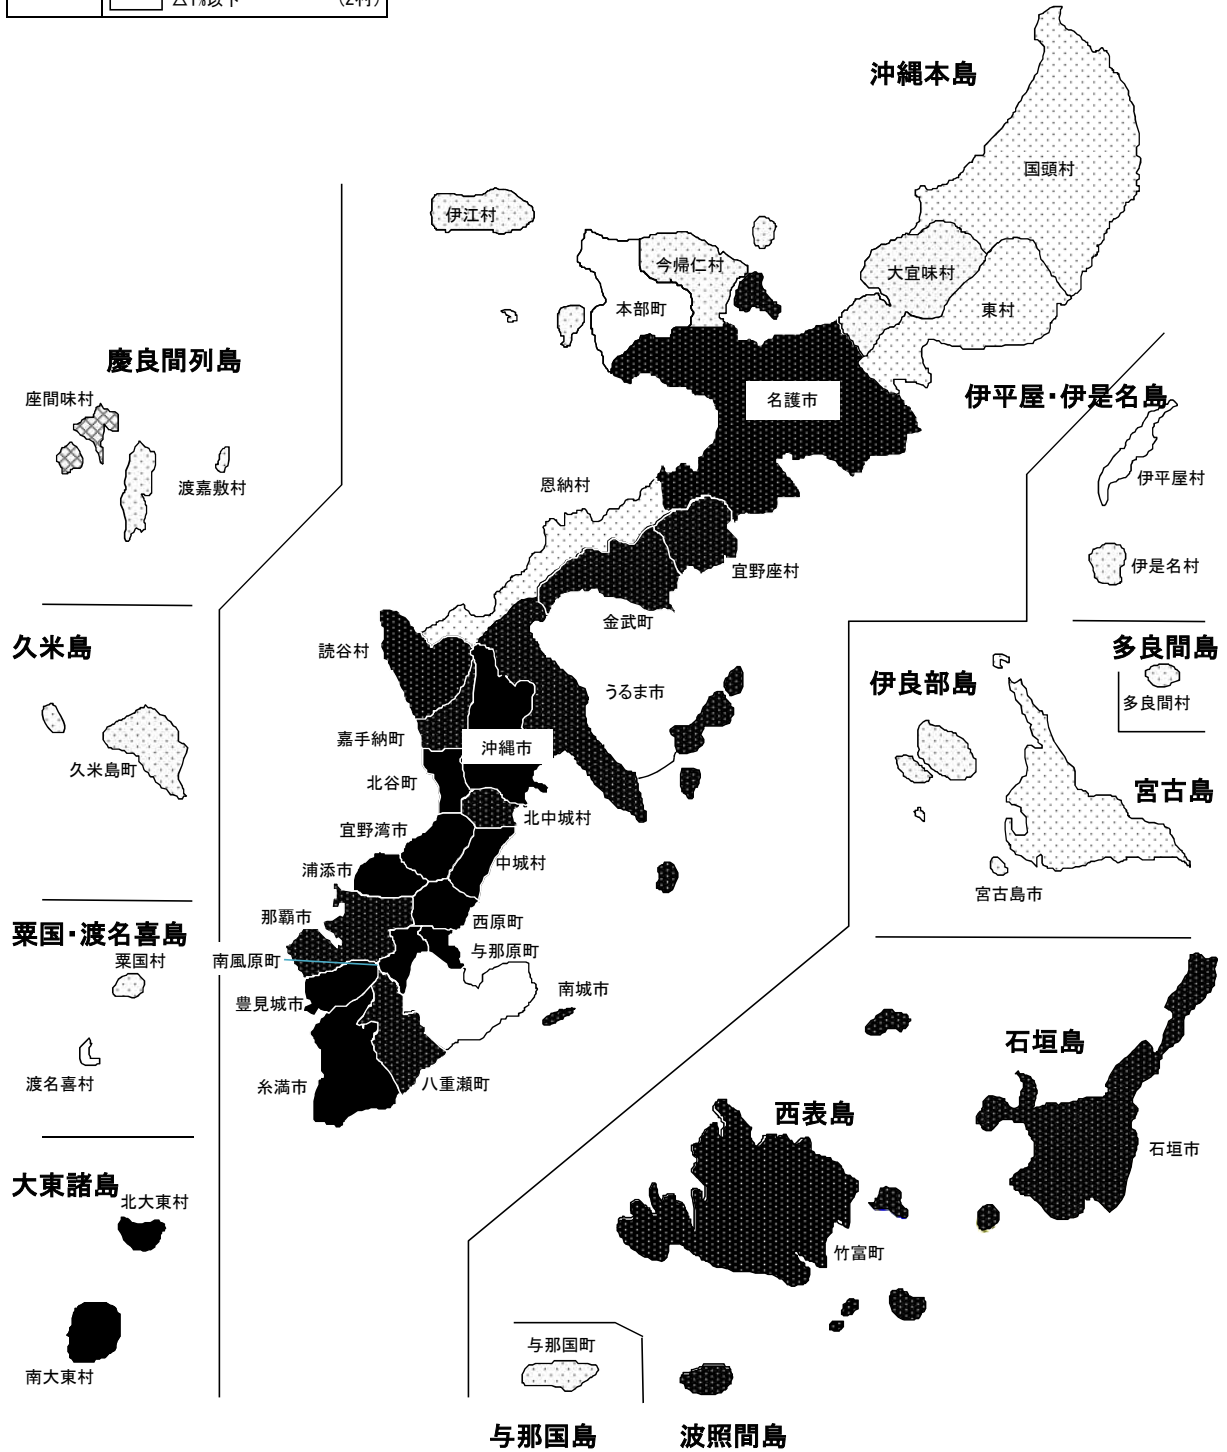 △1%以下 (2村)
沖縄本島
国頭村
伊江村
今帰仁村
大宜味村
本部町
東村
慶良間列島
座間味村
名護市
伊平屋・伊是名島
渡嘉敷村
恩納村
伊平屋村
宜野座村
伊是名村
金武町
久米島
読谷村
多良間島
伊良部島
うるま市
多良間村
嘉手納町
沖縄市
久米島町
北谷町
宮古島
北中城村
宜野湾市
中城村
浦添市
宮古島市
那覇市
西原町
粟国・渡名喜島
粟国村
南風原町
与那原町
豊見城市
南城市
石垣島
渡名喜村
糸満市
八重瀬町
西表島
石垣市
大東諸島
北大東村
竹富町
与那国町
南大東村
与那国島
波照間島